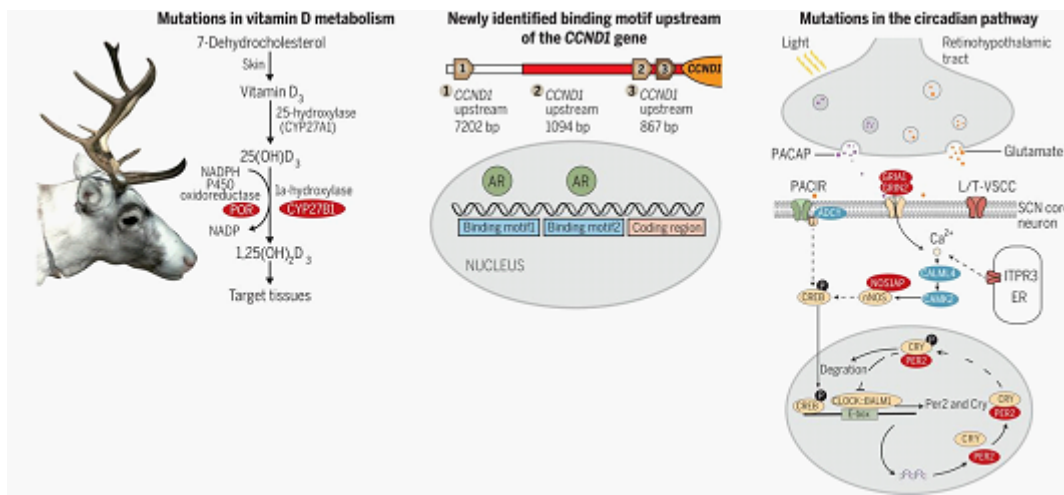 Mutations in vitamin D metabolism
7-Dehydrocholesterol
Skin
Vitamin D3
25-hydroxylase
(CYP27A1)
25(OH)D3
NADPH
P450
oxidoreductase
POR
NADP
1a-hydroxylase
CYP27B1
1,25(OH)2D3
Target tissues
Newly identified binding motif upstream
of the CCND1 gene
1
2
3
CCND1
1 CCND1
upstream
7202 bp
2 CCND1
upstream
1094 bp
3 CCND1
upstream
867 bp
AR
AR
Binding motif1
Binding motif2
Coding region
NUCLEUS
Mutations in the circadian pathway
Light
Retinohypothalamic
tract
PACAP
Glutamate
PACIR
GRIA1
GRIN2
L/T-VSCC
SCN core
neuron
Ca2+
CALML4
NOS1AP
ITPR3
ER
P
CREB
nNOS
CAMK2
CRY
P
PER2
Degration
P
CREB
CLOCK::BALM1
E-box
Per2 and Cry
CRY
PER2
CRY
PER2